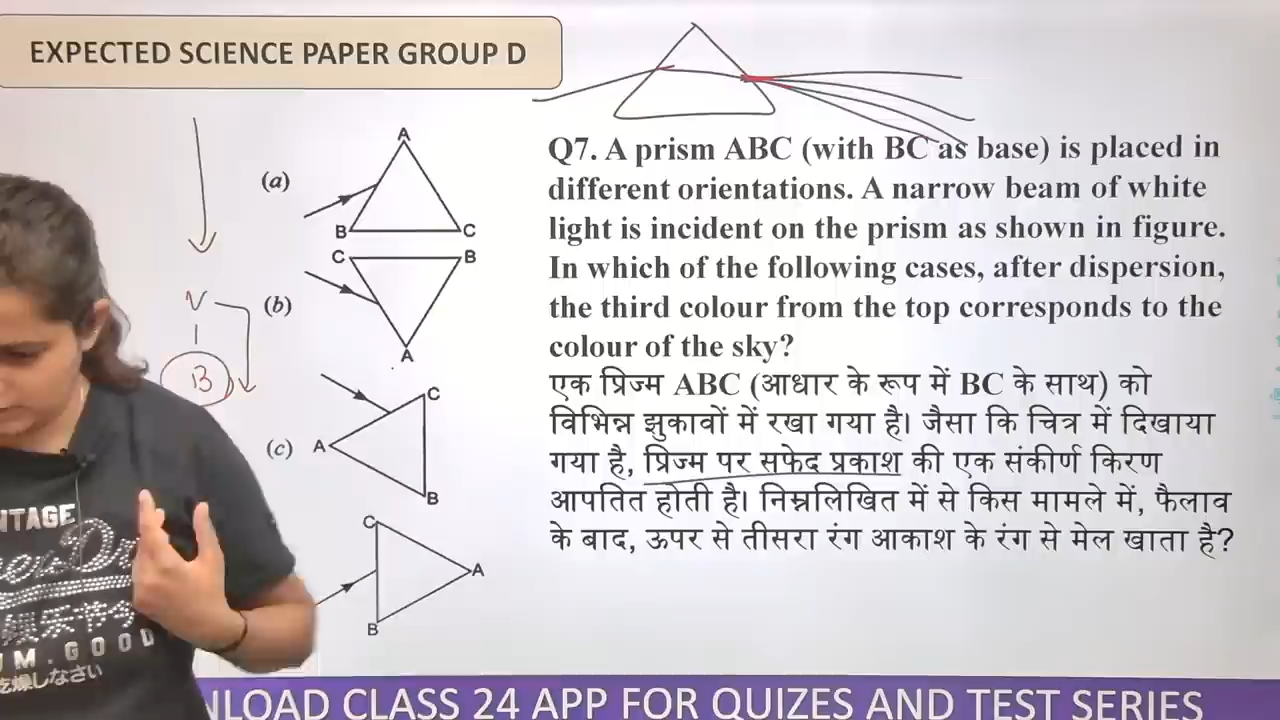 EXPECTED SCIENCE PAPER GROUP D
Q7. A prism ABC (with BC as base) is placed in
different orientations. A narrow beam of white
light is incident on the prism as shown in figure.
In which of the following cases, after dispersion,
the third colour from the top corresponds to the
colour of the sky?
एक प्रिज्म ABC (आधार के रूप में BC के साथ) को
विभिन्न झुकावों में रखा गया है। जैसा कि चित्र में दिखाया
गया है, प्रिज्म पर सफेद प्रकाश की एक संकीर्ण किरण
आपतित होती है। निम्नलिखित में से किस मामले में, फैलाव
के बाद, ऊपर से तीसरा रंग आकाश के रंग से मेल खाता है?
(a)
A
B
C
(b)
C
B
A
(c)
A
C
B
C
A
B
V
I
B
NTAGE
UM.GOOD
NLOAD CLASS 24 APP FOR QUIZES AND TEST SERIES